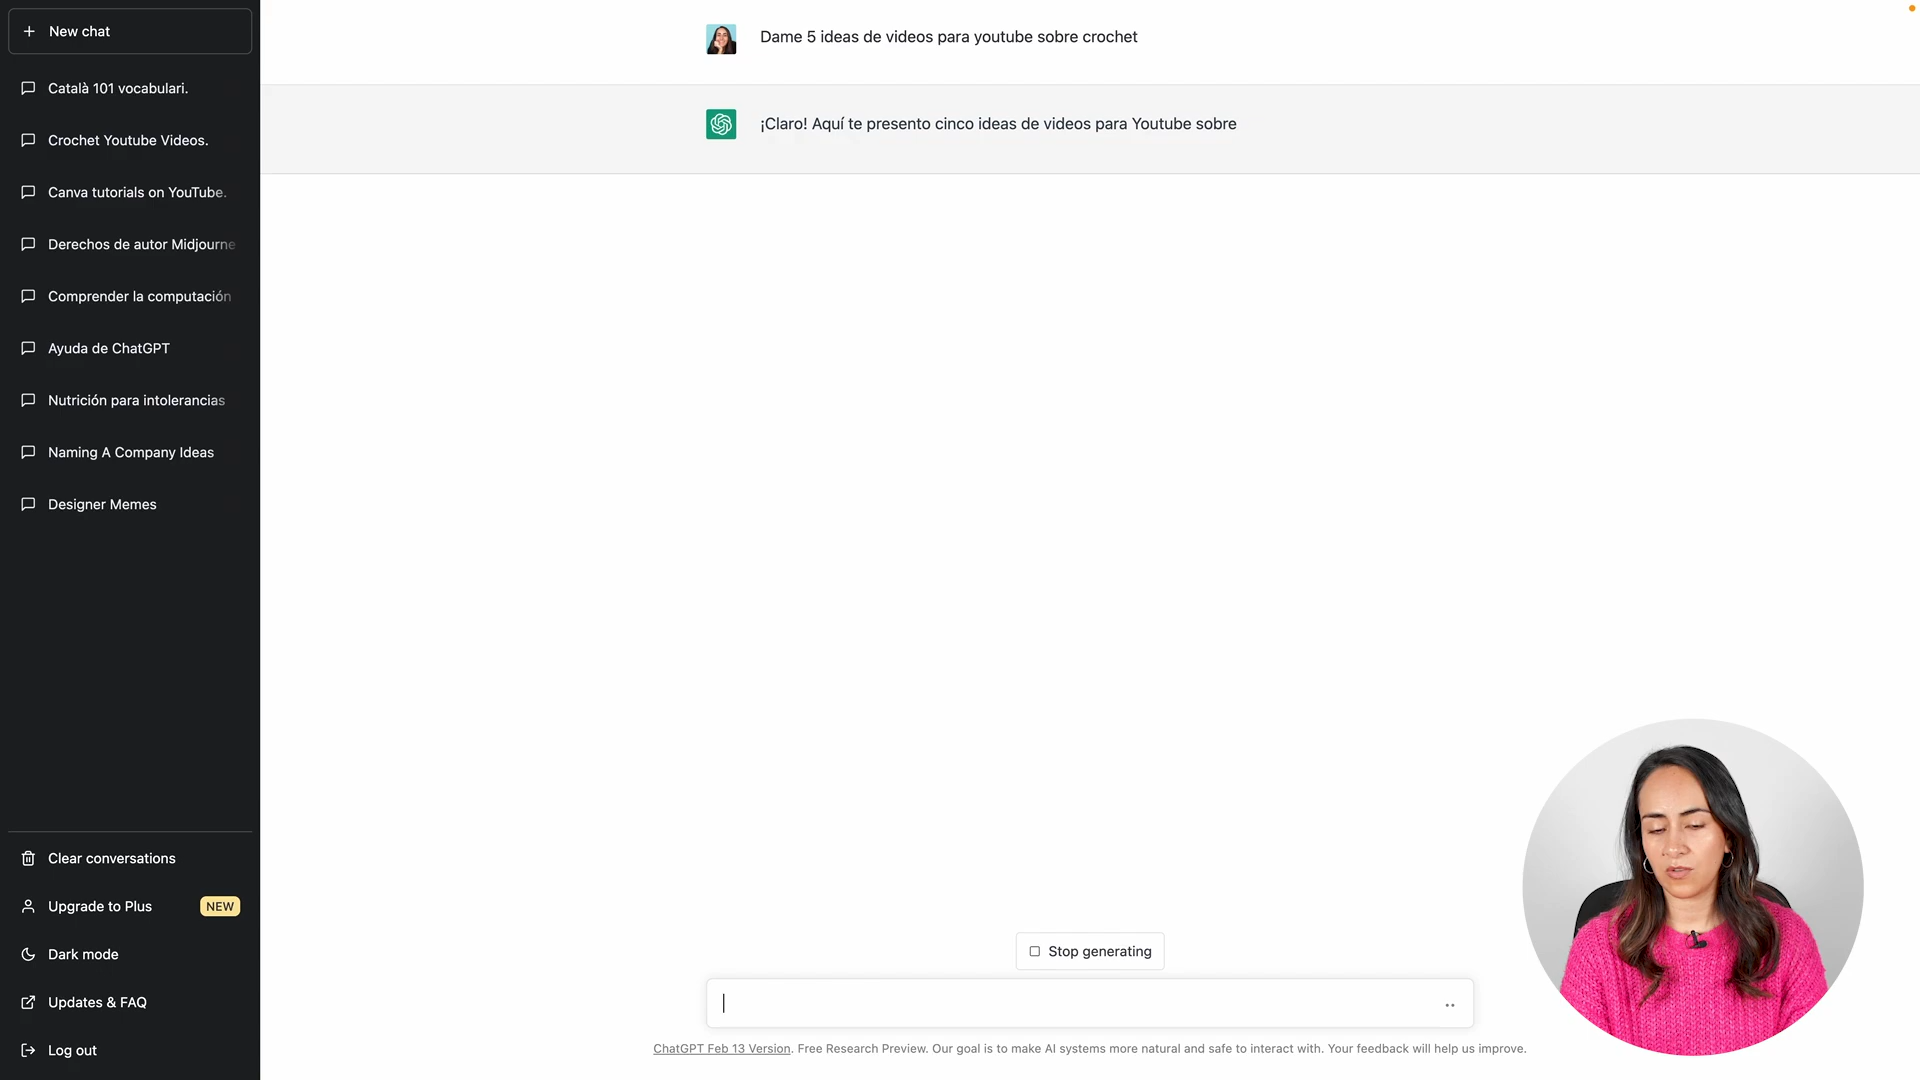 New chat
Català 101 vocabulari.
Crochet Youtube Videos.
Canva tutorials on YouTube.
Derechos de autor Midjourne
Comprender la computación
Ayuda de ChatGPT
Nutrición para intolerancias
Naming A Company Ideas
Designer Memes
Clear conversations
Upgrade to Plus NEW
Dark mode
Updates & FAQ
Log out
Dame 5 ideas de videos para youtube sobre crochet
¡Claro! Aquí te presento cinco ideas de videos para Youtube sobre
Stop generating
ChatGPT Feb 13 Version. Free Research Preview. Our goal is to make AI systems more natural and safe to interact with. Your feedback will help us improve.